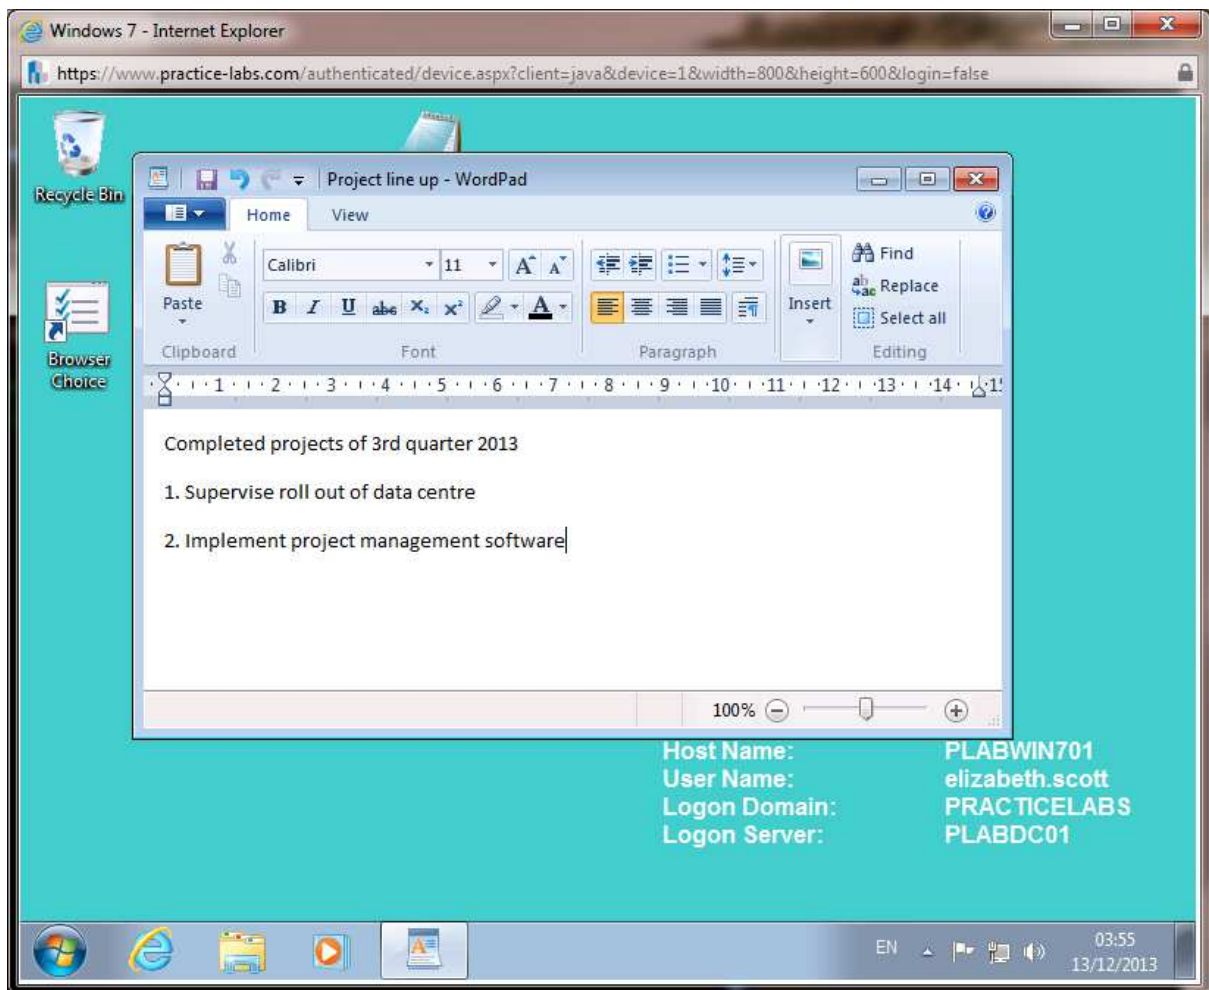 Windows 7 - Internet Explorer
https://www.practice-labs.com/authenticated/device.aspx?client=java&device=1&width=800&height=600&login=false
Recycle Bin
Project line up - WordPad
Home View
Calibri 11 A A Find
Replace
Paste B I U abc X₂ x² A Insert Select all
Clipboard Font Paragraph Editing
1 2 3 4 5 6 7 8 9 10 11 12 13 14 15
Browser
Choice
Completed projects of 3rd quarter 2013
1. Supervise roll out of data centre
2. Implement project management software
100%
Host Name: PLABWIN701
User Name: elizabeth.scott
Logon Domain: PRACTICELABS
Logon Server: PLABDC01
EN 03:55
13/12/2013